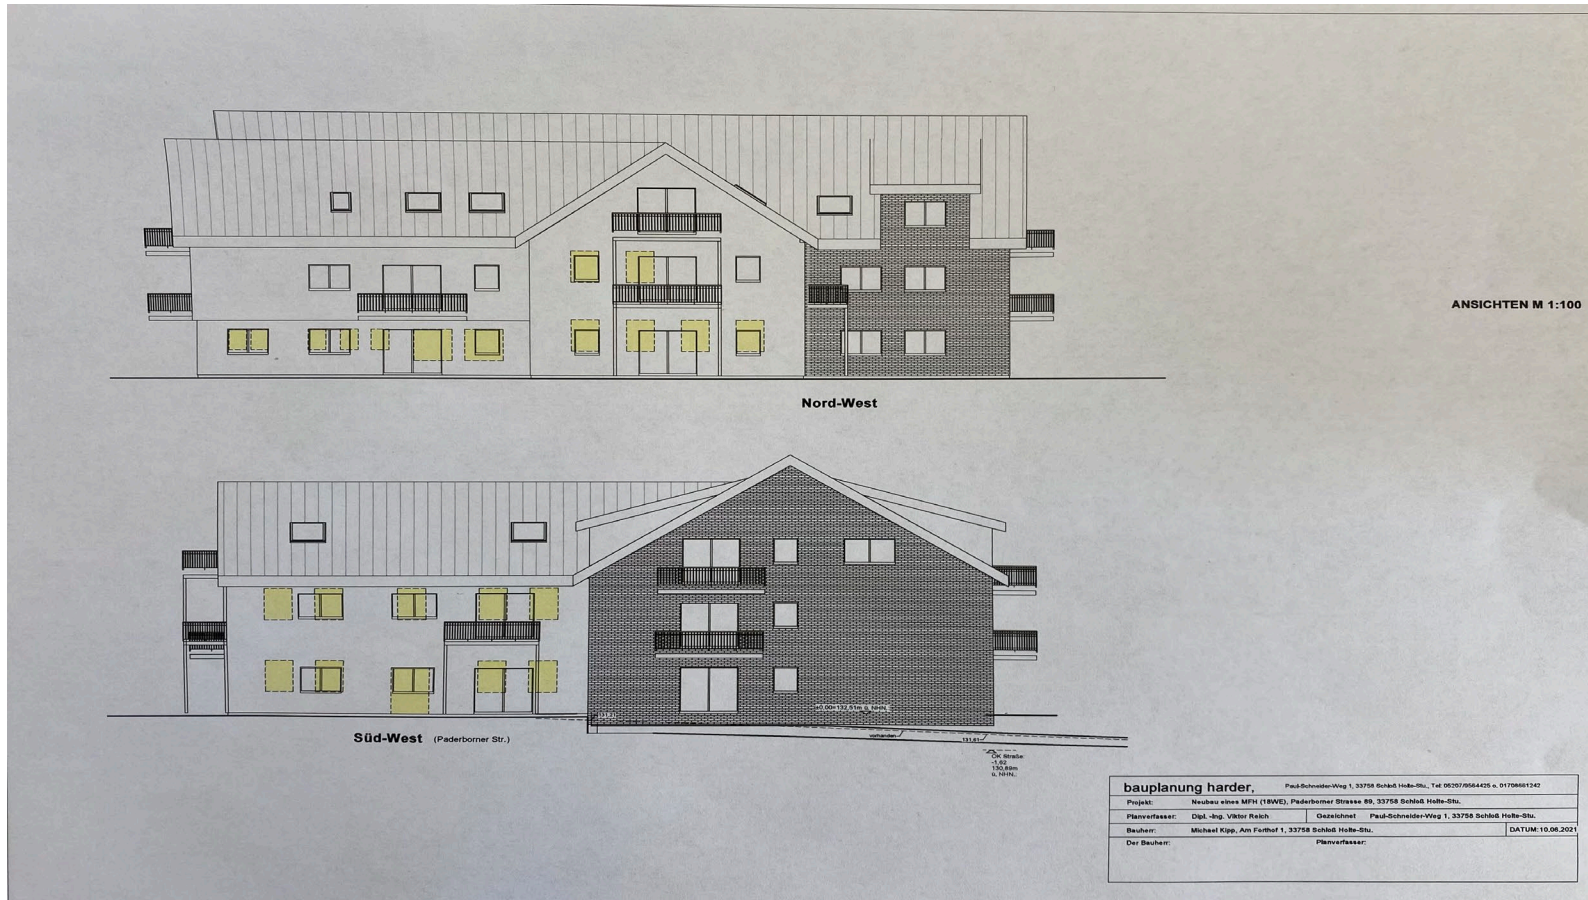 ANSICHTEN M 1:100
Nord-West
±0.00=132,51m ü. NHN.
131,31
vorhanden
131,61
Süd-West (Paderborner Str.)
OK Straße
-1,62
130,89m
ü. NHN.
bauplanung harder, Paul-Schneider-Weg 1, 33758 Schloß Holte-Stu., Tel: 05207/9564425 o. 01708661242
Projekt: Neubau eines MFH (18WE), Paderborner Strasse 89, 33758 Schloß Holte-Stu.
Planverfasser: Dipl. -Ing. Viktor Reich Gezeichnet Paul-Schneider-Weg 1, 33758 Schloß Holte-Stu.
Bauherr: Michael Kipp, Am Forthof 1, 33758 Schloß Holte-Stu. DATUM: 10.06.2021
Der Bauherr: Planverfasser: